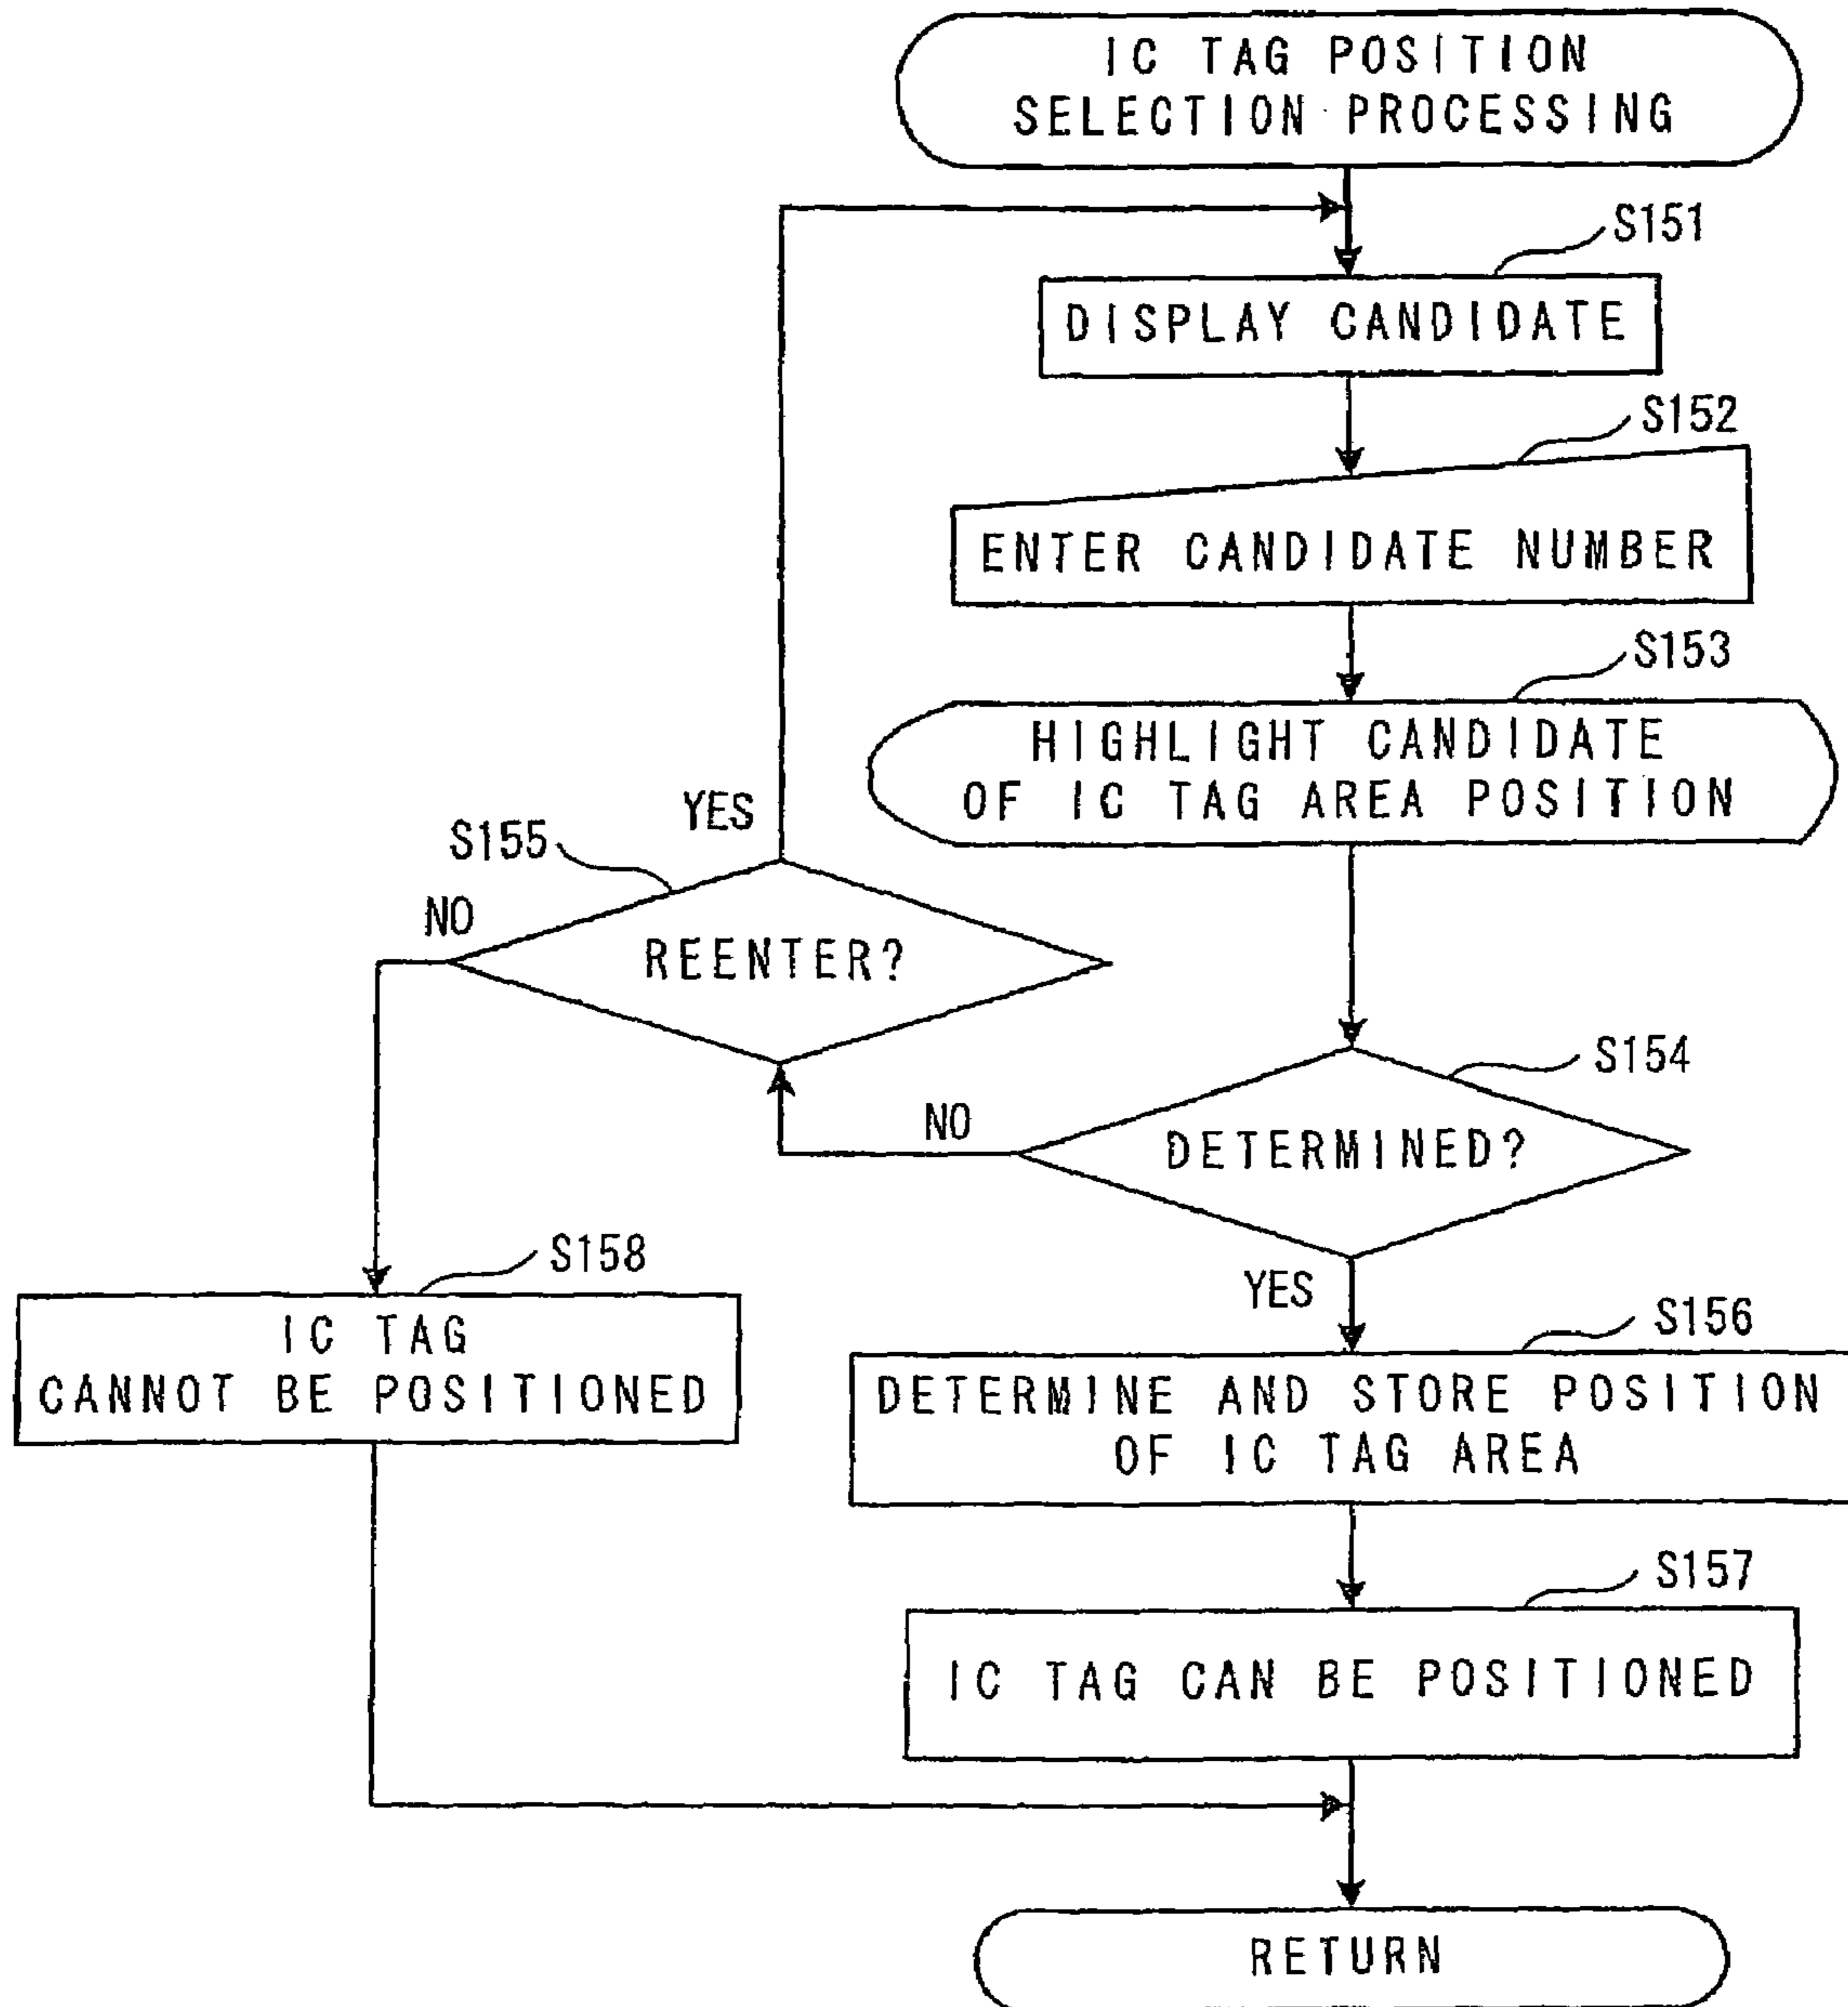 IC TAG POSITION
SELECTION PROCESSING
S151
DISPLAY CANDIDATE
S152
ENTER CANDIDATE NUMBER
S153
HIGHLIGHT CANDIDATE
OF IC TAG AREA POSITION
YES
S155
NO
REENTER?
S154
NO
DETERMINED?
S158
YES
IC TAG
CANNOT BE POSITIONED
S156
DETERMINE AND STORE POSITION
OF IC TAG AREA
S157
IC TAG CAN BE POSITIONED
RETURN